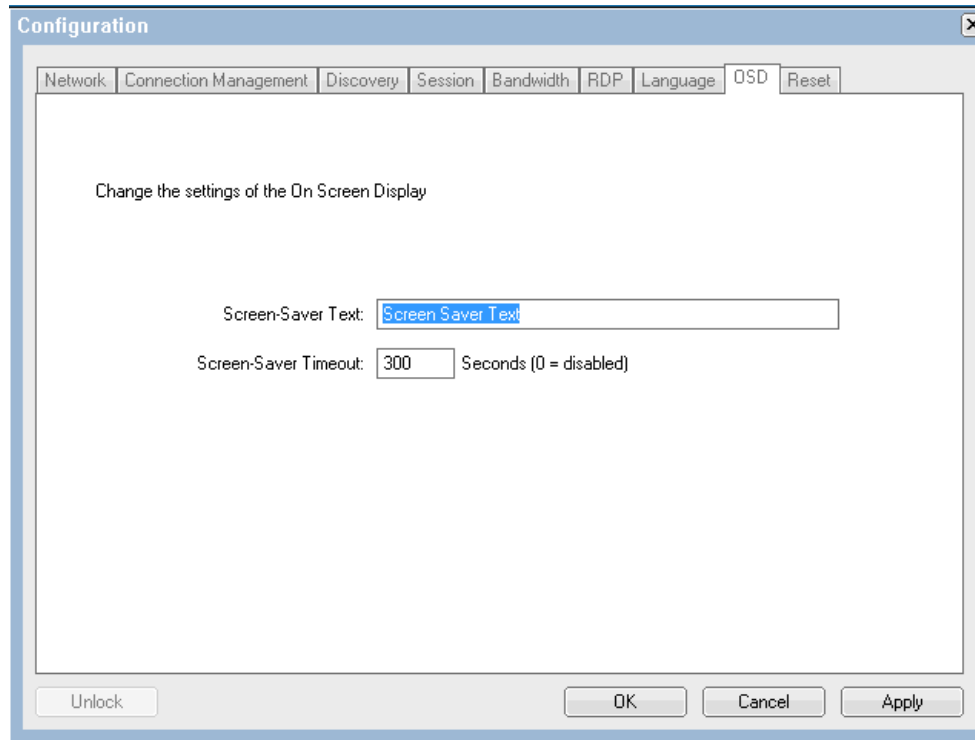 Configuration
Network Connection Management Discovery Session Bandwidth RDP Language OSD Reset
Change the settings of the On Screen Display
Screen-Saver Text: Screen Saver Text
Screen-Saver Timeout: 300 Seconds (0 = disabled)
Unlock OK Cancel Apply